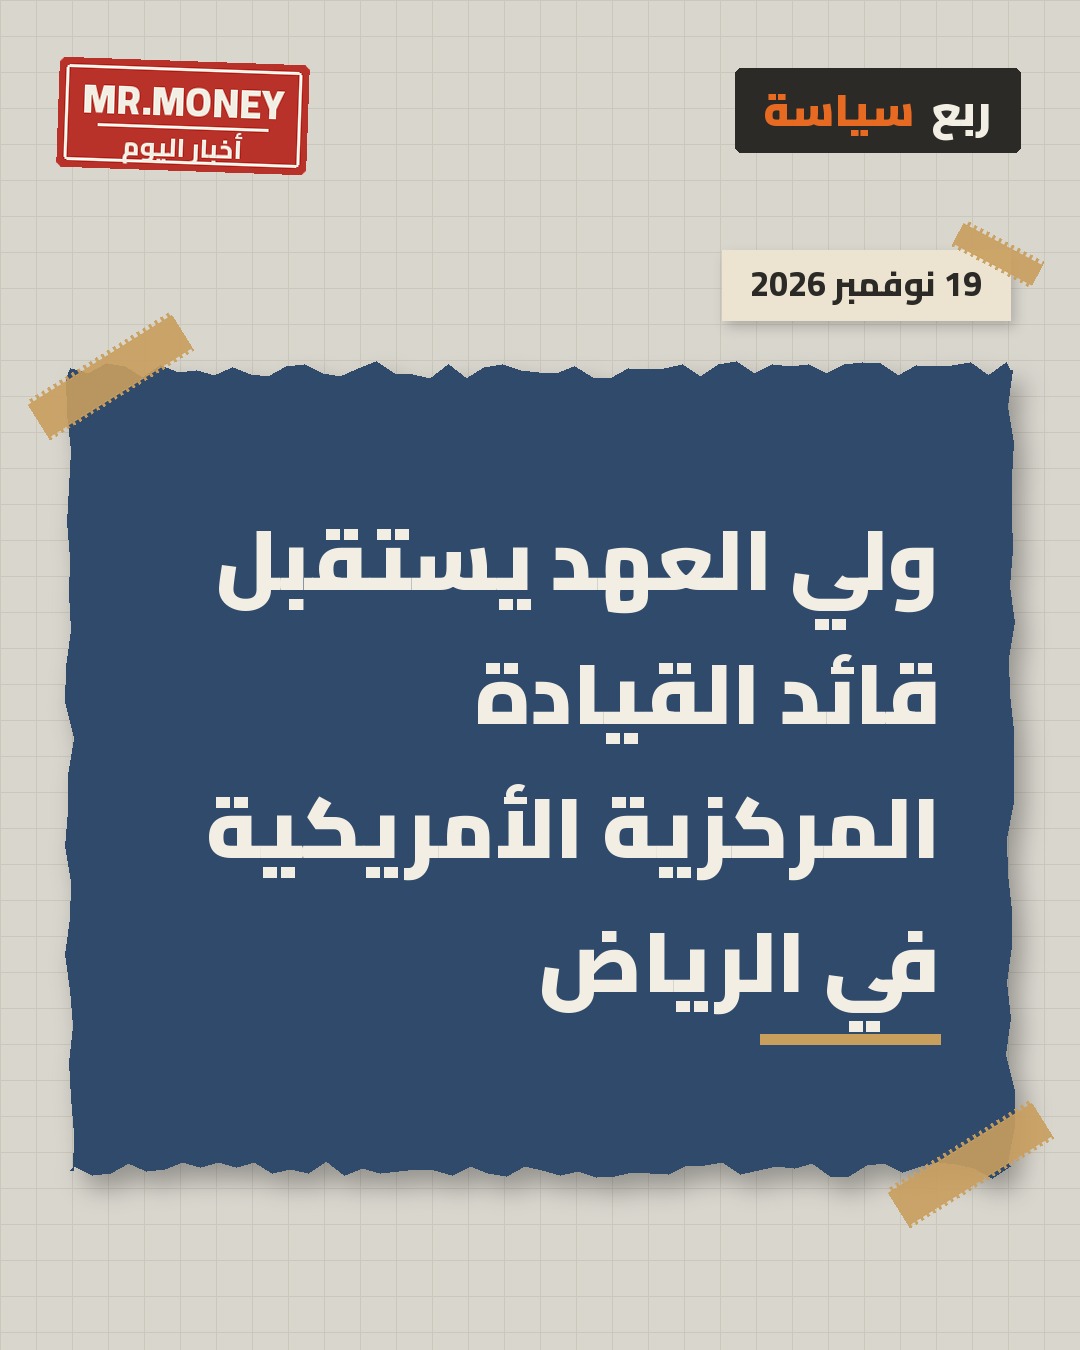 ربع سياسة
MR.MONEY
أخبار اليوم
19 نوفمبر 2026
ولي العهد يستقبل
قائد القيادة
المركزية الأمريكية
في الرياض